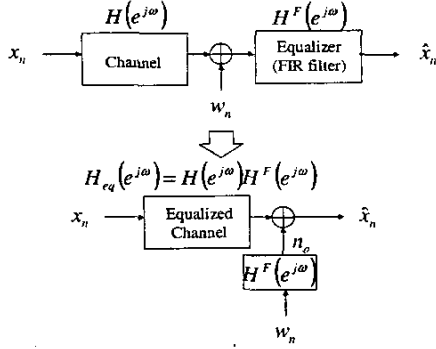 H(e^{jω}) H^F(e^{jω})
x_n Channel Equalizer (FIR filter) x̂_n
w_n
H_{eq}(e^{jω}) = H(e^{jω})H^F(e^{jω})
x_n Equalized Channel x̂_n
n_o
H^F(e^{jω})
w_n